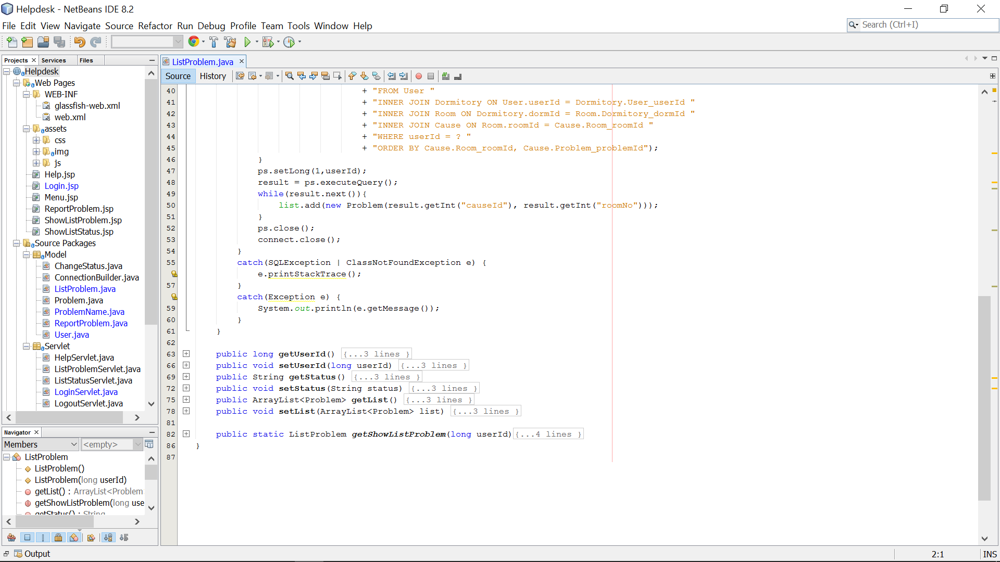 Helpdesk - NetBeans IDE 8.2
File Edit View Navigate Source Refactor Run Debug Profile Team Tools Window Help
Search (Ctrl+I)
Projects Services Files
Helpdesk
Web Pages
WEB-INF
glassfish-web.xml
web.xml
assets
css
img
js
Help.jsp
Login.jsp
Menu.jsp
ReportProblem.jsp
ShowListProblem.jsp
ShowListStatus.jsp
Source Packages
Model
ChangeStatus.java
ConnectionBuilder.java
ListProblem.java
Problem.java
ProblemName.java
ReportProblem.java
User.java
Servlet
HelpServlet.java
ListProblemServlet.java
ListStatusServlet.java
LoginServlet.java
LogoutServlet.java
Navigator
Members <empty>
ListProblem
ListProblem()
ListProblem(long userId)
getList() : ArrayList<Problem
getShowListProblem(long use
getStatus() : String
ListProblem.java
Source History
40 + "FROM User "
41 + "INNER JOIN Dormitory ON User.userId = Dormitory.User_userId "
42 + "INNER JOIN Room ON Dormitory.dormId = Room.Dormitory_dormId "
43 + "INNER JOIN Cause ON Room.roomId = Cause.Room_roomId "
44 + "WHERE userId = ? "
45 + "ORDER BY Cause.Room_roomId, Cause.Problem_problemId");
46 }
47 ps.setLong(1,userId);
48 result = ps.executeQuery();
49 while(result.next()){
50 list.add(new Problem(result.getInt("causeId"), result.getInt("roomNo")));
51 }
52 ps.close();
53 connect.close();
54 }
55 catch(SQLException | ClassNotFoundException e) {
e.printStackTrace();
57 }
catch(Exception e) {
59 System.out.println(e.getMessage());
60 }
61 }
62
63 public long getUserId() {...3 lines }
66 public void setUserId(long userId) {...3 lines }
69 public String getStatus() {...3 lines }
72 public void setStatus(String status) {...3 lines }
75 public ArrayList<Problem> getList() {...3 lines }
78 public void setList(ArrayList<Problem> list) {...3 lines }
81
82 public static ListProblem getShowListProblem(long userId){...4 lines }
86 }
87
Output
2:1 INS